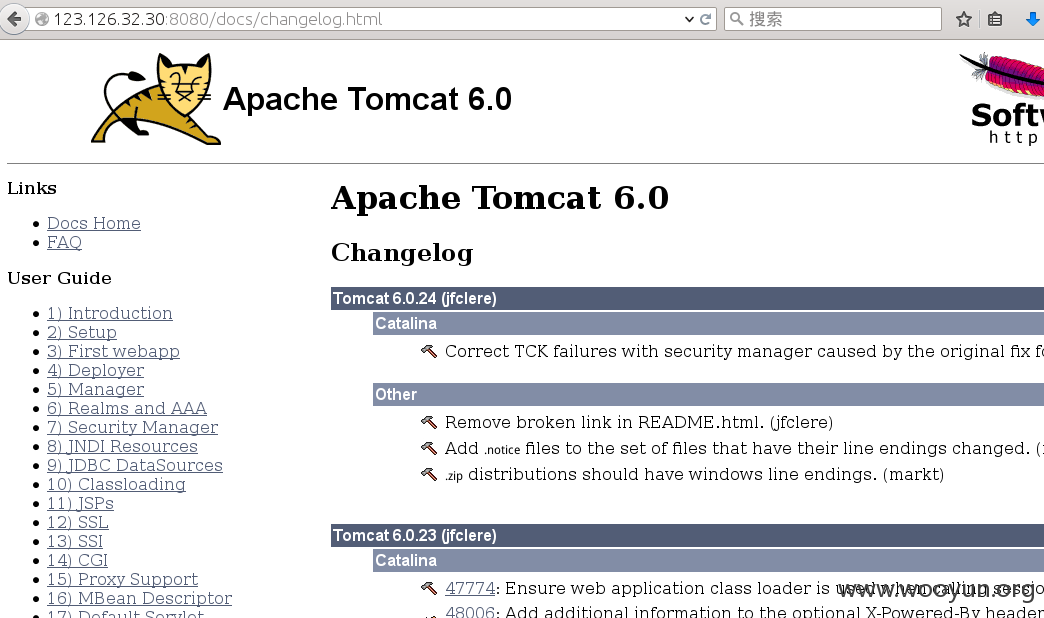 123.126.32.30:8080/docs/changelog.html
搜索
Apache Tomcat 6.0
Softw
http
Links
Docs Home
FAQ
User Guide
1) Introduction
2) Setup
3) First webapp
4) Deployer
5) Manager
6) Realms and AAA
7) Security Manager
8) JNDI Resources
9) JDBC DataSources
10) Classloading
11) JSPs
12) SSL
13) SSI
14) CGI
15) Proxy Support
16) MBean Descriptor
17) Default Servlet
Apache Tomcat 6.0
Changelog
Tomcat 6.0.24 (jfclere)
Catalina
Correct TCK failures with security manager caused by the original fix fo
Other
Remove broken link in README.html. (jfclere)
Add .notice files to the set of files that have their line endings changed. (
.zip distributions should have windows line endings. (markt)
Tomcat 6.0.23 (jfclere)
Catalina
47774: Ensure web application class loader is used when calling sessio
48006: Add additional information to the optional X-Powered-By header
www.wooyun.org